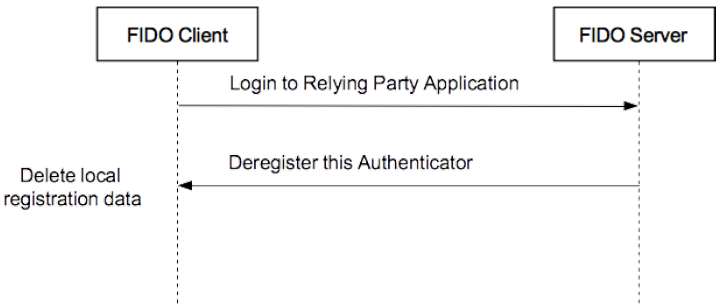 FIDO Client
FIDO Server
Login to Relying Party Application
Deregister this Authenticator
Delete local
registration data